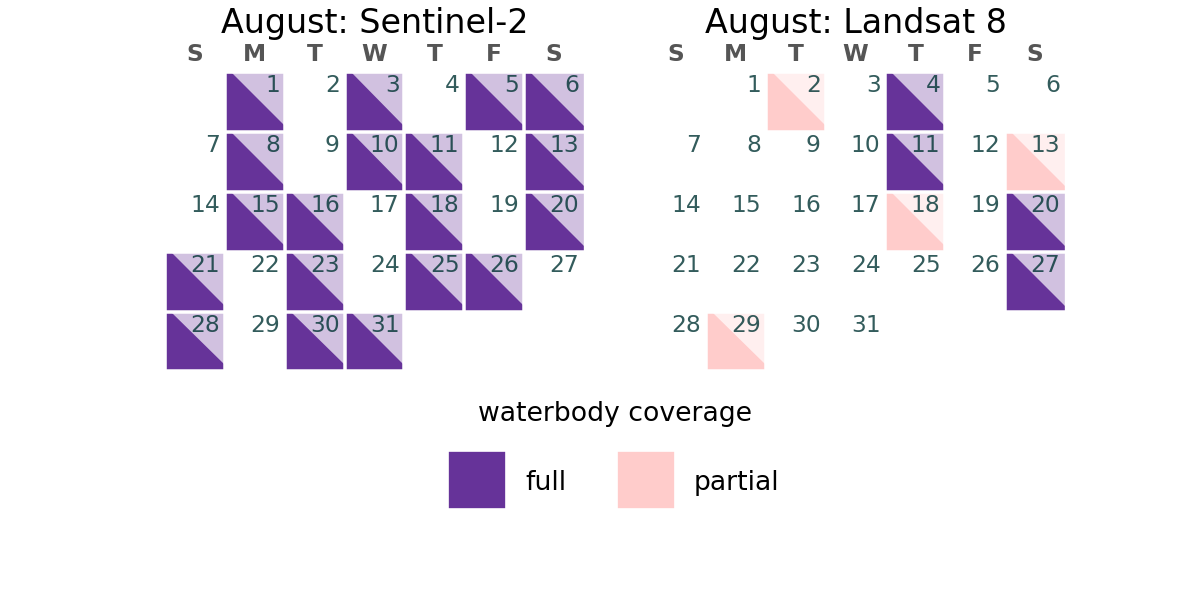 August: Sentinel-2
S M T W T F S
1 2 3 4 5 6
7 8 9 10 11 12 13
14 15 16 17 18 19 20
21 22 23 24 25 26 27
28 29 30 31
August: Landsat 8
S M T W T F S
1 2 3 4 5 6
7 8 9 10 11 12 13
14 15 16 17 18 19 20
21 22 23 24 25 26 27
28 29 30 31
waterbody coverage
full partial